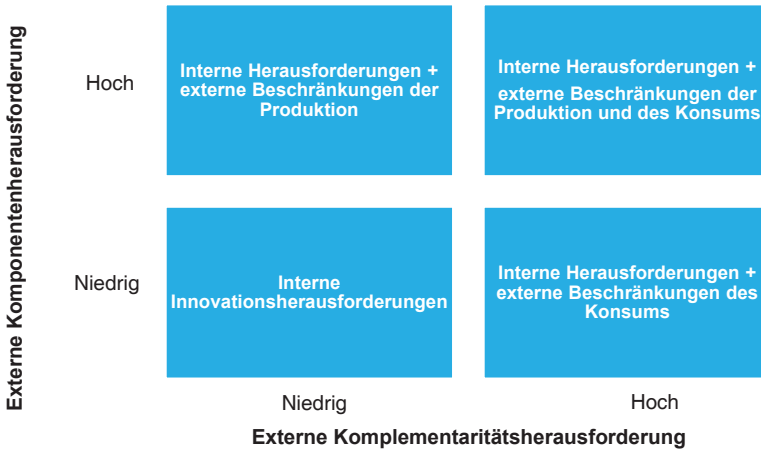 Externe Komponentenherausforderung
Hoch
Interne Herausforderungen +
externe Beschränkungen der
Produktion
Interne Herausforderungen +
externe Beschränkungen der
Produktion und des Konsums
Niedrig
Interne
Innovationsherausforderungen
Interne Herausforderungen +
externe Beschränkungen des
Konsums
Niedrig
Hoch
Externe Komplementaritätsherausforderung